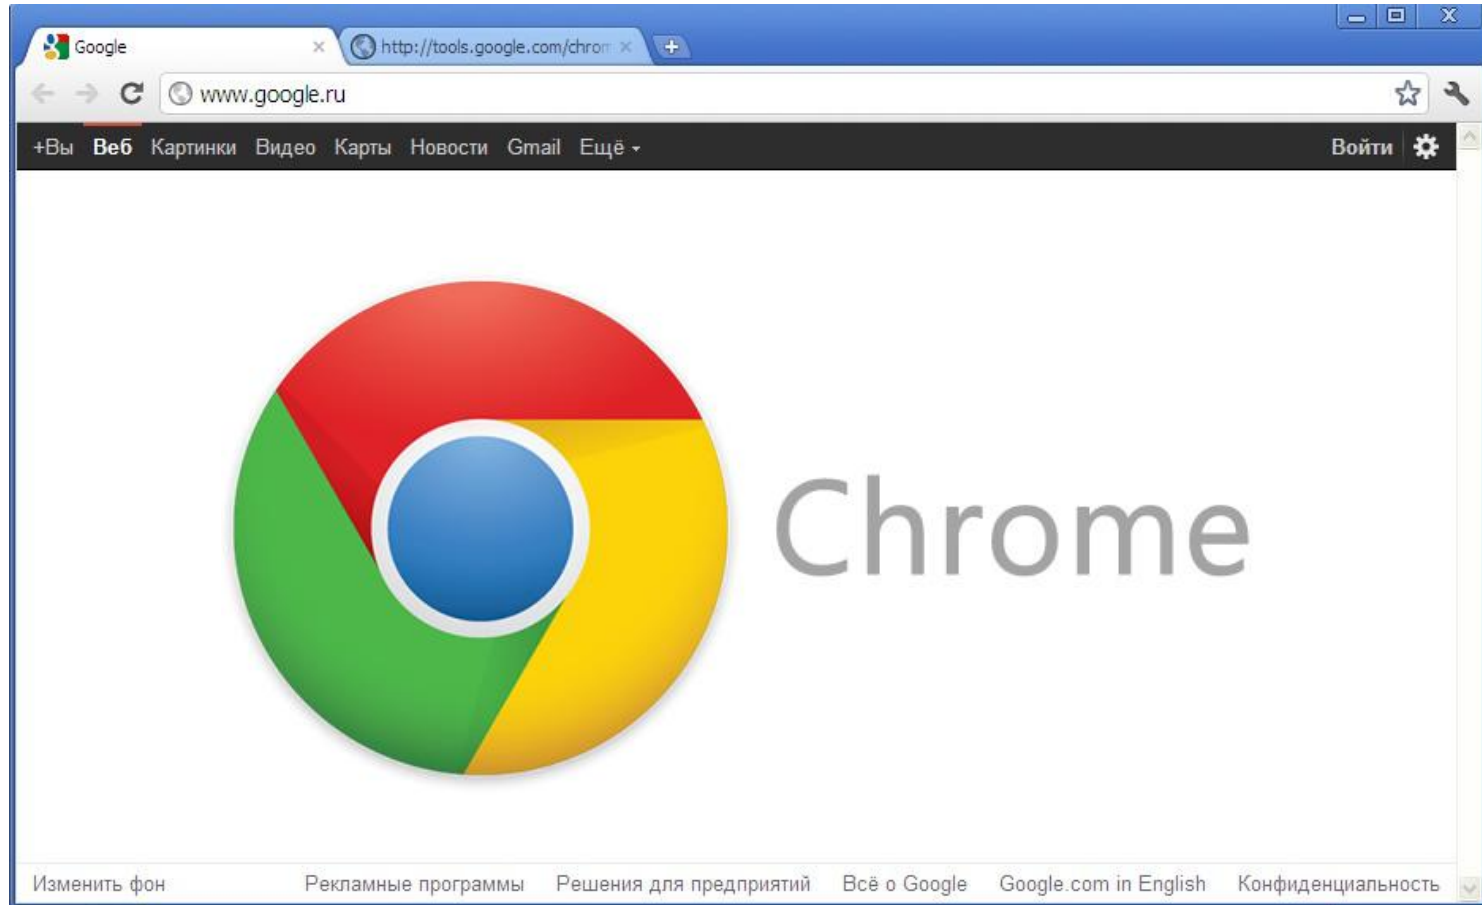 Google
http://tools.google.com/chrom
www.google.ru
+Вы Веб Картинки Видео Карты Новости Gmail Ещё Войти
Chrome
Изменить фон Рекламные программы Решения для предприятий Всё о Google Google.com in English Конфиденциальность